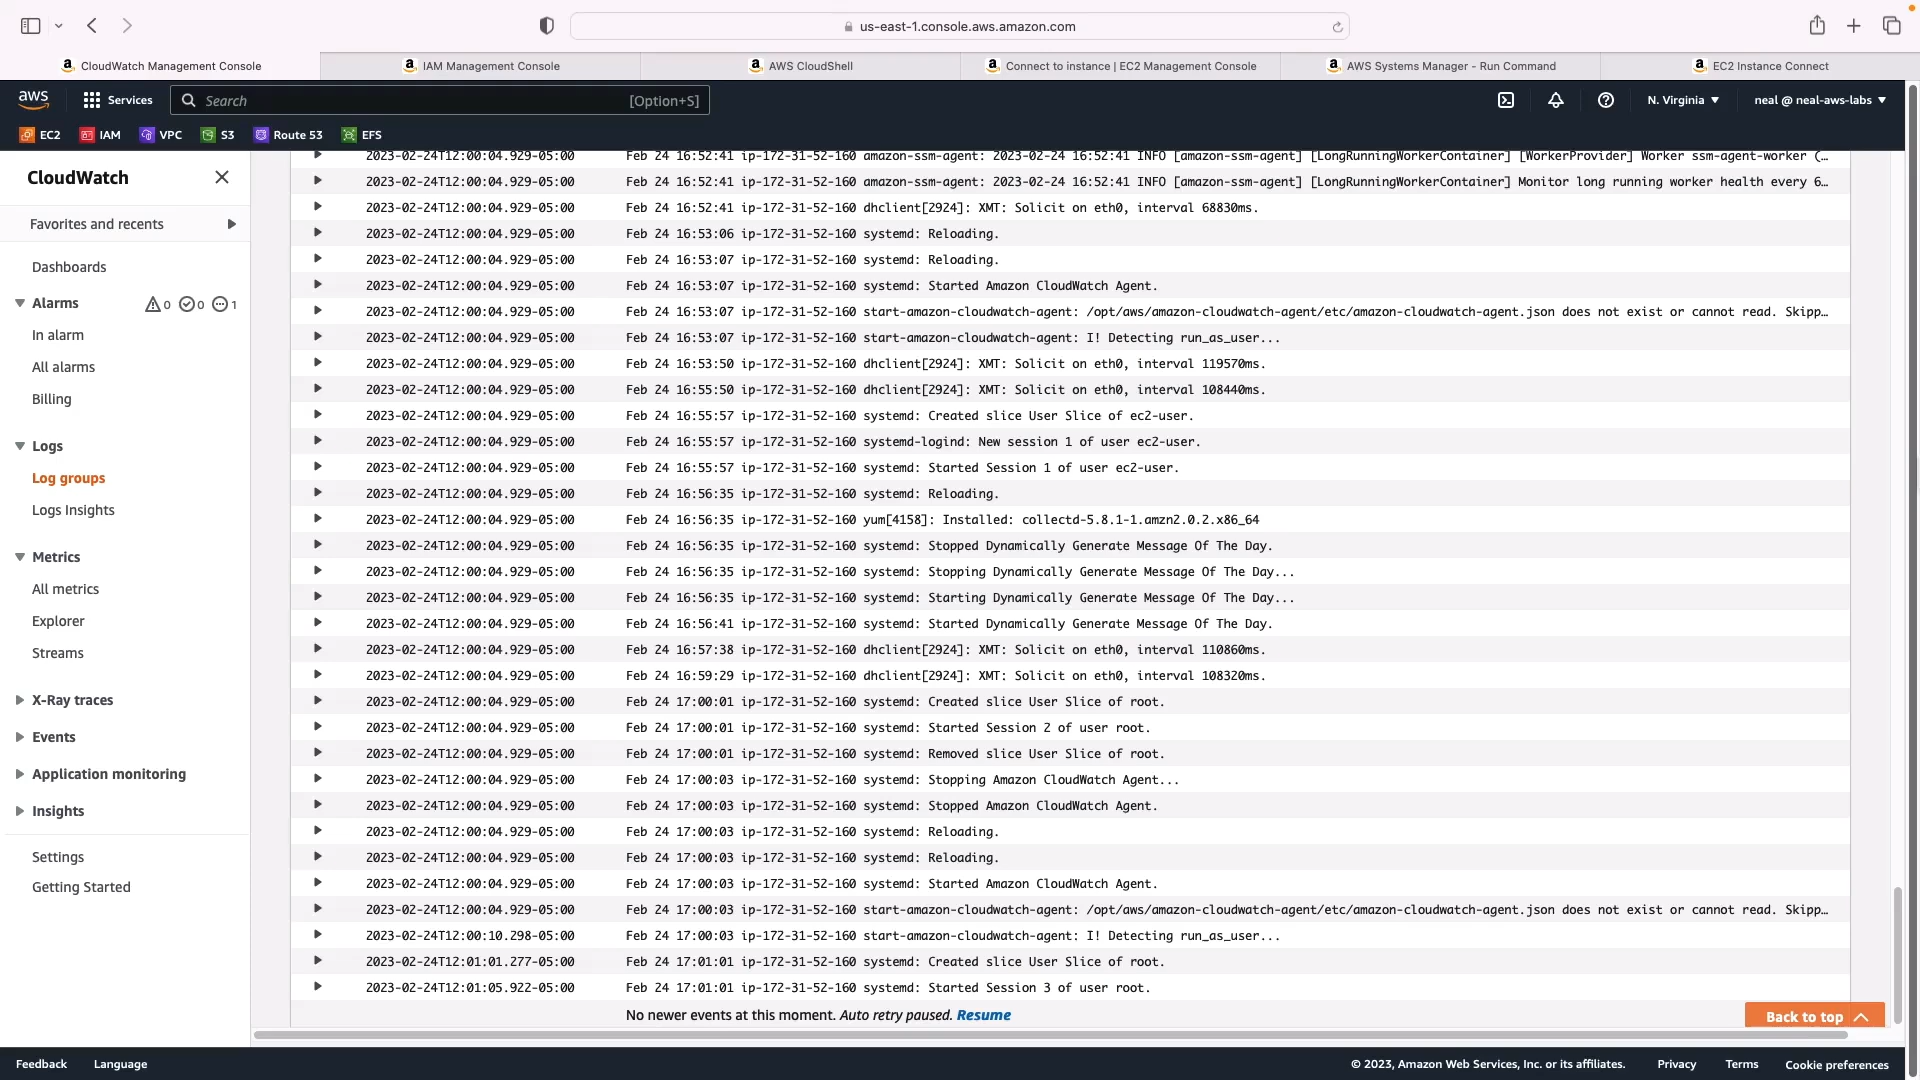 us-east-1.console.aws.amazon.com
CloudWatch Management Console
IAM Management Console
AWS CloudShell
Connect to instance | EC2 Management Console
AWS Systems Manager - Run Command
EC2 Instance Connect
aws Services Search [Option+S] N. Virginia neal @ neal-aws-labs
EC2 IAM VPC S3 Route 53 EFS
CloudWatch
Favorites and recents
Dashboards
Alarms 0 0 1
In alarm
All alarms
Billing
Logs
Log groups
Logs Insights
Metrics
All metrics
Explorer
Streams
X-Ray traces
Events
Application monitoring
Insights
Settings
Getting Started
2023-02-24T12:00:04.929-05:00 Feb 24 16:52:41 ip-172-31-52-160 amazon-ssm-agent: 2023-02-24 16:52:41 INFO [amazon-ssm-agent] [LongRunningWorkerContainer] [WorkerProvider] Worker ssm-agent-worker (…
2023-02-24T12:00:04.929-05:00 Feb 24 16:52:41 ip-172-31-52-160 amazon-ssm-agent: 2023-02-24 16:52:41 INFO [amazon-ssm-agent] [LongRunningWorkerContainer] Monitor long running worker health every 6…
2023-02-24T12:00:04.929-05:00 Feb 24 16:52:41 ip-172-31-52-160 dhclient[2924]: XMT: Solicit on eth0, interval 68830ms.
2023-02-24T12:00:04.929-05:00 Feb 24 16:53:06 ip-172-31-52-160 systemd: Reloading.
2023-02-24T12:00:04.929-05:00 Feb 24 16:53:07 ip-172-31-52-160 systemd: Reloading.
2023-02-24T12:00:04.929-05:00 Feb 24 16:53:07 ip-172-31-52-160 systemd: Started Amazon CloudWatch Agent.
2023-02-24T12:00:04.929-05:00 Feb 24 16:53:07 ip-172-31-52-160 start-amazon-cloudwatch-agent: /opt/aws/amazon-cloudwatch-agent/etc/amazon-cloudwatch-agent.json does not exist or cannot read. Skipp…
2023-02-24T12:00:04.929-05:00 Feb 24 16:53:07 ip-172-31-52-160 start-amazon-cloudwatch-agent: I! Detecting run_as_user...
2023-02-24T12:00:04.929-05:00 Feb 24 16:53:50 ip-172-31-52-160 dhclient[2924]: XMT: Solicit on eth0, interval 119570ms.
2023-02-24T12:00:04.929-05:00 Feb 24 16:55:50 ip-172-31-52-160 dhclient[2924]: XMT: Solicit on eth0, interval 108440ms.
2023-02-24T12:00:04.929-05:00 Feb 24 16:55:57 ip-172-31-52-160 systemd: Created slice User Slice of ec2-user.
2023-02-24T12:00:04.929-05:00 Feb 24 16:55:57 ip-172-31-52-160 systemd-logind: New session 1 of user ec2-user.
2023-02-24T12:00:04.929-05:00 Feb 24 16:55:57 ip-172-31-52-160 systemd: Started Session 1 of user ec2-user.
2023-02-24T12:00:04.929-05:00 Feb 24 16:56:35 ip-172-31-52-160 systemd: Reloading.
2023-02-24T12:00:04.929-05:00 Feb 24 16:56:35 ip-172-31-52-160 yum[4158]: Installed: collectd-5.8.1-1.amzn2.0.2.x86_64
2023-02-24T12:00:04.929-05:00 Feb 24 16:56:35 ip-172-31-52-160 systemd: Stopped Dynamically Generate Message Of The Day.
2023-02-24T12:00:04.929-05:00 Feb 24 16:56:35 ip-172-31-52-160 systemd: Stopping Dynamically Generate Message Of The Day...
2023-02-24T12:00:04.929-05:00 Feb 24 16:56:35 ip-172-31-52-160 systemd: Starting Dynamically Generate Message Of The Day...
2023-02-24T12:00:04.929-05:00 Feb 24 16:56:41 ip-172-31-52-160 systemd: Started Dynamically Generate Message Of The Day.
2023-02-24T12:00:04.929-05:00 Feb 24 16:57:38 ip-172-31-52-160 dhclient[2924]: XMT: Solicit on eth0, interval 110860ms.
2023-02-24T12:00:04.929-05:00 Feb 24 16:59:29 ip-172-31-52-160 dhclient[2924]: XMT: Solicit on eth0, interval 108320ms.
2023-02-24T12:00:04.929-05:00 Feb 24 17:00:01 ip-172-31-52-160 systemd: Created slice User Slice of root.
2023-02-24T12:00:04.929-05:00 Feb 24 17:00:01 ip-172-31-52-160 systemd: Started Session 2 of user root.
2023-02-24T12:00:04.929-05:00 Feb 24 17:00:01 ip-172-31-52-160 systemd: Removed slice User Slice of root.
2023-02-24T12:00:04.929-05:00 Feb 24 17:00:03 ip-172-31-52-160 systemd: Stopping Amazon CloudWatch Agent...
2023-02-24T12:00:04.929-05:00 Feb 24 17:00:03 ip-172-31-52-160 systemd: Stopped Amazon CloudWatch Agent.
2023-02-24T12:00:04.929-05:00 Feb 24 17:00:03 ip-172-31-52-160 systemd: Reloading.
2023-02-24T12:00:04.929-05:00 Feb 24 17:00:03 ip-172-31-52-160 systemd: Reloading.
2023-02-24T12:00:04.929-05:00 Feb 24 17:00:03 ip-172-31-52-160 systemd: Started Amazon CloudWatch Agent.
2023-02-24T12:00:04.929-05:00 Feb 24 17:00:03 ip-172-31-52-160 start-amazon-cloudwatch-agent: /opt/aws/amazon-cloudwatch-agent/etc/amazon-cloudwatch-agent.json does not exist or cannot read. Skipp…
2023-02-24T12:00:10.298-05:00 Feb 24 17:00:03 ip-172-31-52-160 start-amazon-cloudwatch-agent: I! Detecting run_as_user...
2023-02-24T12:01:01.277-05:00 Feb 24 17:01:01 ip-172-31-52-160 systemd: Created slice User Slice of root.
2023-02-24T12:01:05.922-05:00 Feb 24 17:01:01 ip-172-31-52-160 systemd: Started Session 3 of user root.
No newer events at this moment. Auto retry paused. Resume
Back to top
Feedback Language © 2023, Amazon Web Services, Inc. or its affiliates. Privacy Terms Cookie preferences